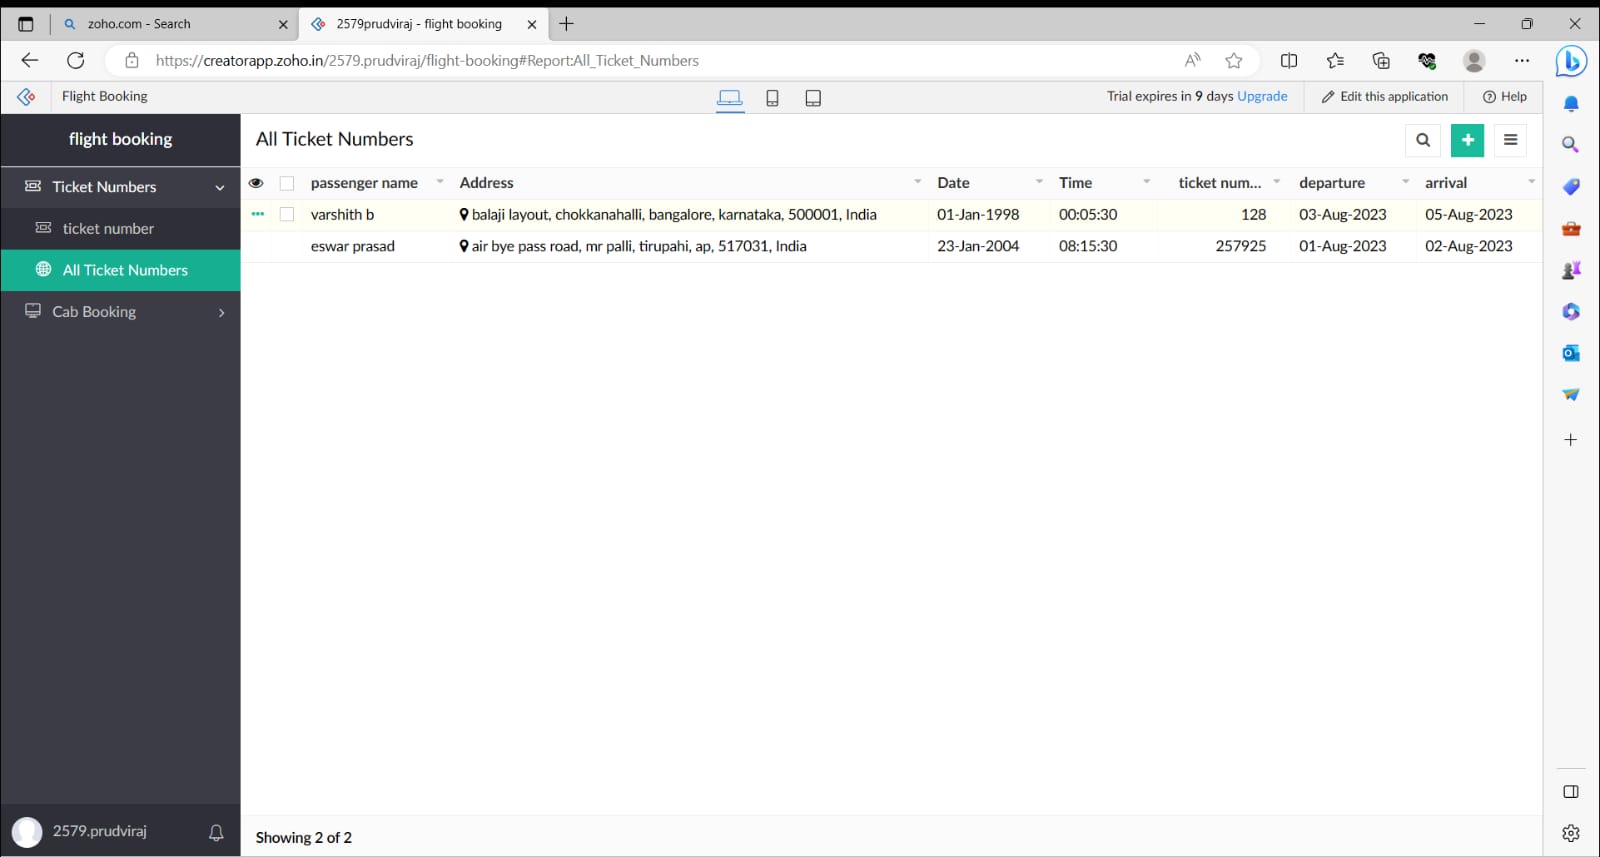 zoho.com - Search
2579prudviraj - flight booking
https://creatorapp.zoho.in/2579.prudviraj/flight-booking#Report:All_Ticket_Numbers
Flight Booking
Trial expires in 9 days Upgrade
Edit this application
Help
flight booking
All Ticket Numbers
Ticket Numbers
ticket number
All Ticket Numbers
Cab Booking
passenger name Address Date Time ticket num... departure arrival
varshith b balaji layout, chokkanahalli, bangalore, karnataka, 500001, India 01-Jan-1998 00:05:30 128 03-Aug-2023 05-Aug-2023
eswar prasad air bye pass road, mr palli, tirupahi, ap, 517031, India 23-Jan-2004 08:15:30 257925 01-Aug-2023 02-Aug-2023
2579.prudviraj
Showing 2 of 2